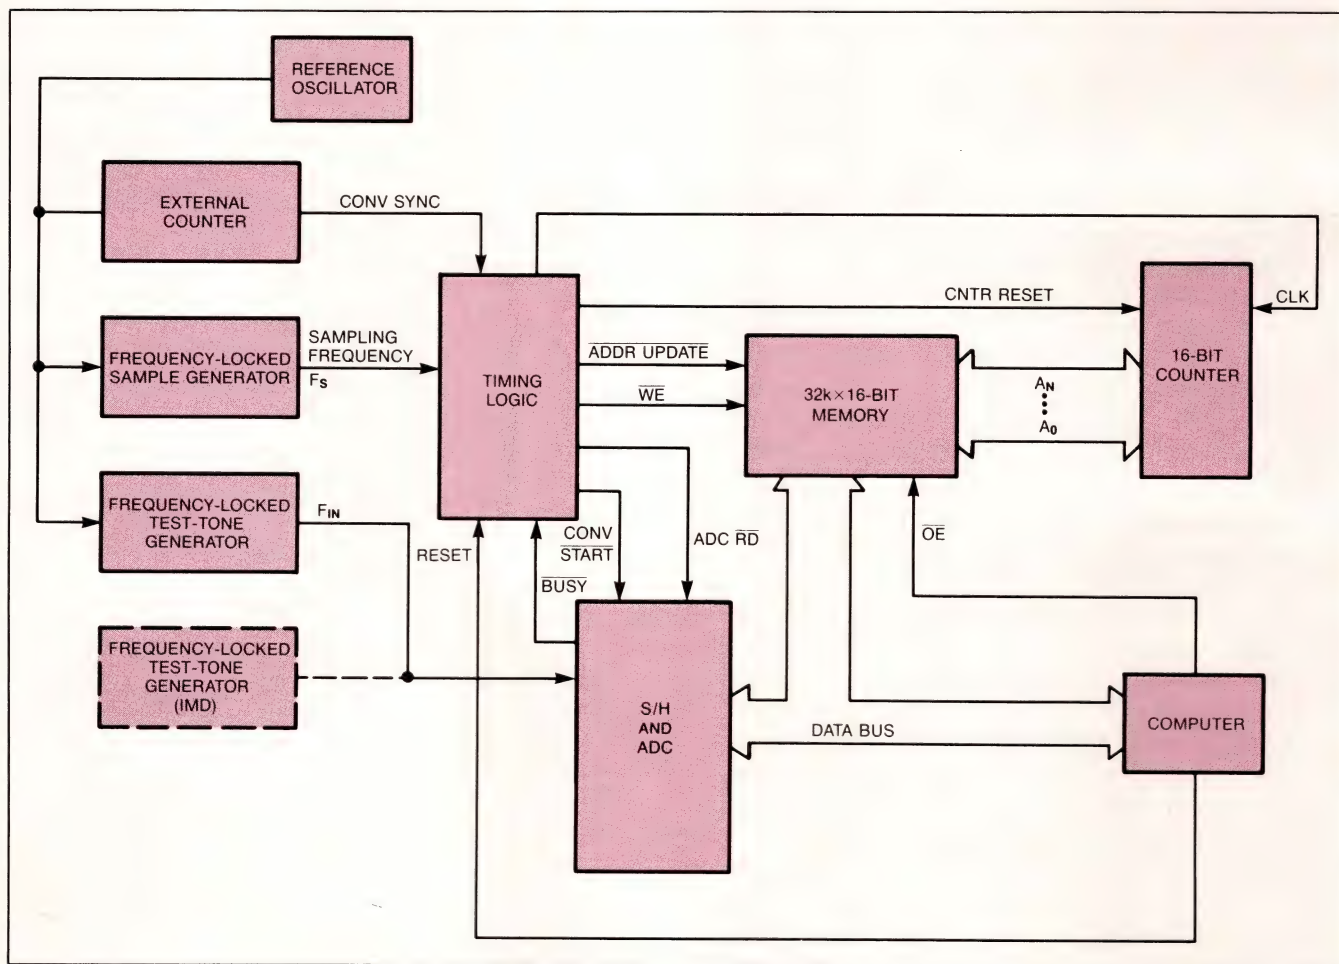 REFERENCE
OSCILLATOR
EXTERNAL
COUNTER
CONV SYNC
FREQUENCY-LOCKED
SAMPLE GENERATOR
SAMPLING
FREQUENCY
FS
FREQUENCY-LOCKED
TEST-TONE
GENERATOR
FIN
FREQUENCY-LOCKED
TEST-TONE
GENERATOR
(IMD)
TIMING
LOGIC
RESET
CNTR RESET
CLK
ADDR UPDATE
WE
32k×16-BIT
MEMORY
AN
A0
16-BIT
COUNTER
CONV
START
BUSY
ADC RD
OE
S/H
AND
ADC
DATA BUS
COMPUTER